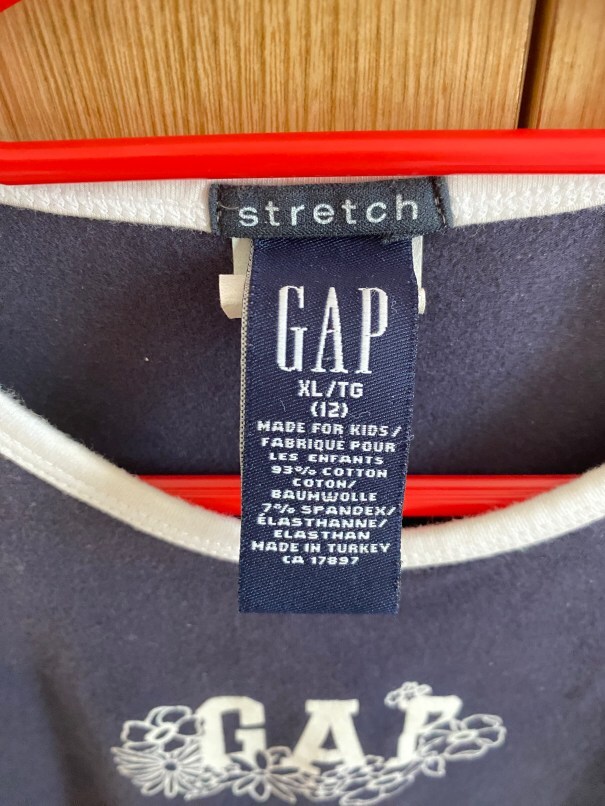 stretch
GAP
XL/TG
(12)
MADE FOR KIDS/
FABRIQUE POUR
LES ENFANTS
93% COTTON
COTON/
BAUMWOLLE
7% SPANDEX/
ÉLASTHANNE/
ELASTHAN
MADE IN TURKEY
CA 17897
GAP